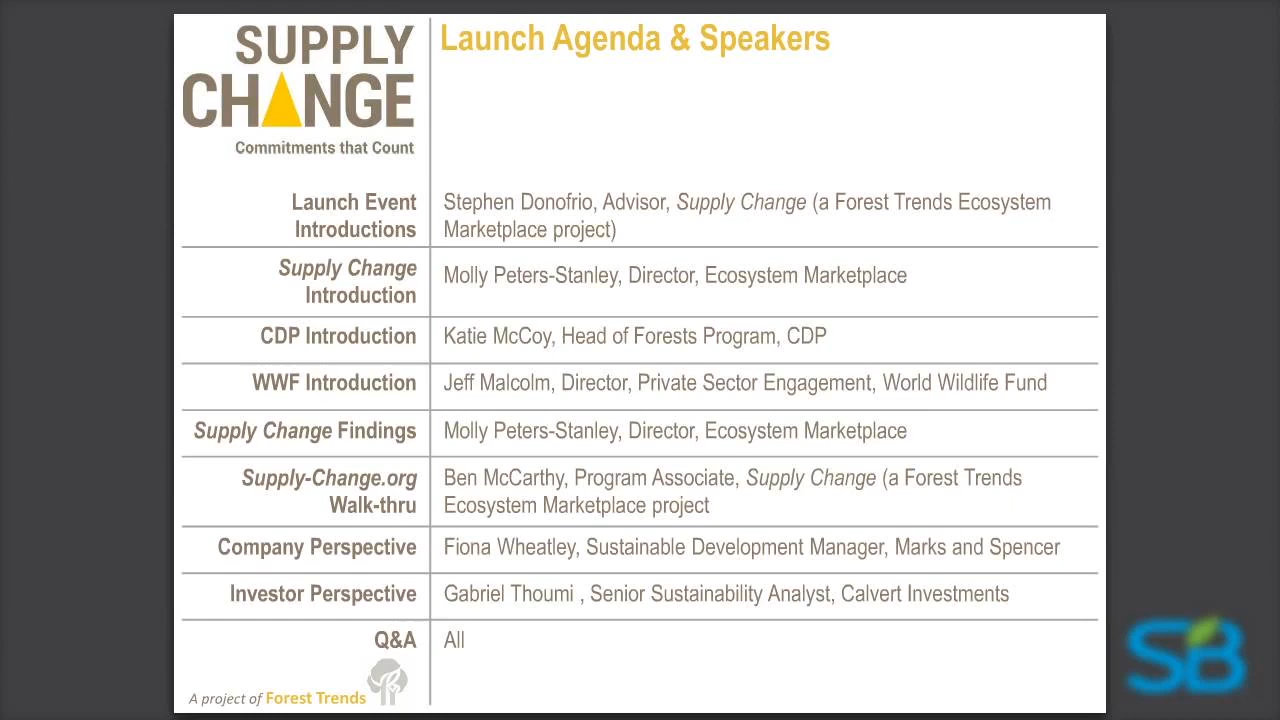 SUPPLY
CHANGE
Commitments that Count
Launch Agenda & Speakers
Launch Event
Introductions
Stephen Donofrio, Advisor, Supply Change (a Forest Trends Ecosystem
Marketplace project)
Supply Change
Introduction
Molly Peters-Stanley, Director, Ecosystem Marketplace
CDP Introduction
Katie McCoy, Head of Forests Program, CDP
WWF Introduction
Jeff Malcolm, Director, Private Sector Engagement, World Wildlife Fund
Supply Change Findings
Molly Peters-Stanley, Director, Ecosystem Marketplace
Supply-Change.org
Walk-thru
Ben McCarthy, Program Associate, Supply Change (a Forest Trends
Ecosystem Marketplace project
Company Perspective
Fiona Wheatley, Sustainable Development Manager, Marks and Spencer
Investor Perspective
Gabriel Thoumi , Senior Sustainability Analyst, Calvert Investments
Q&A
All
A project of Forest Trends
SB